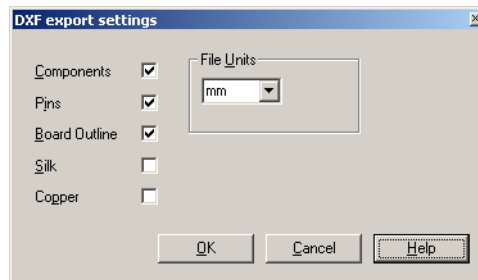 DXF export settings
Components
Pins
Board Outline
Silk
Copper
File Units
mm
OK
Cancel
Help